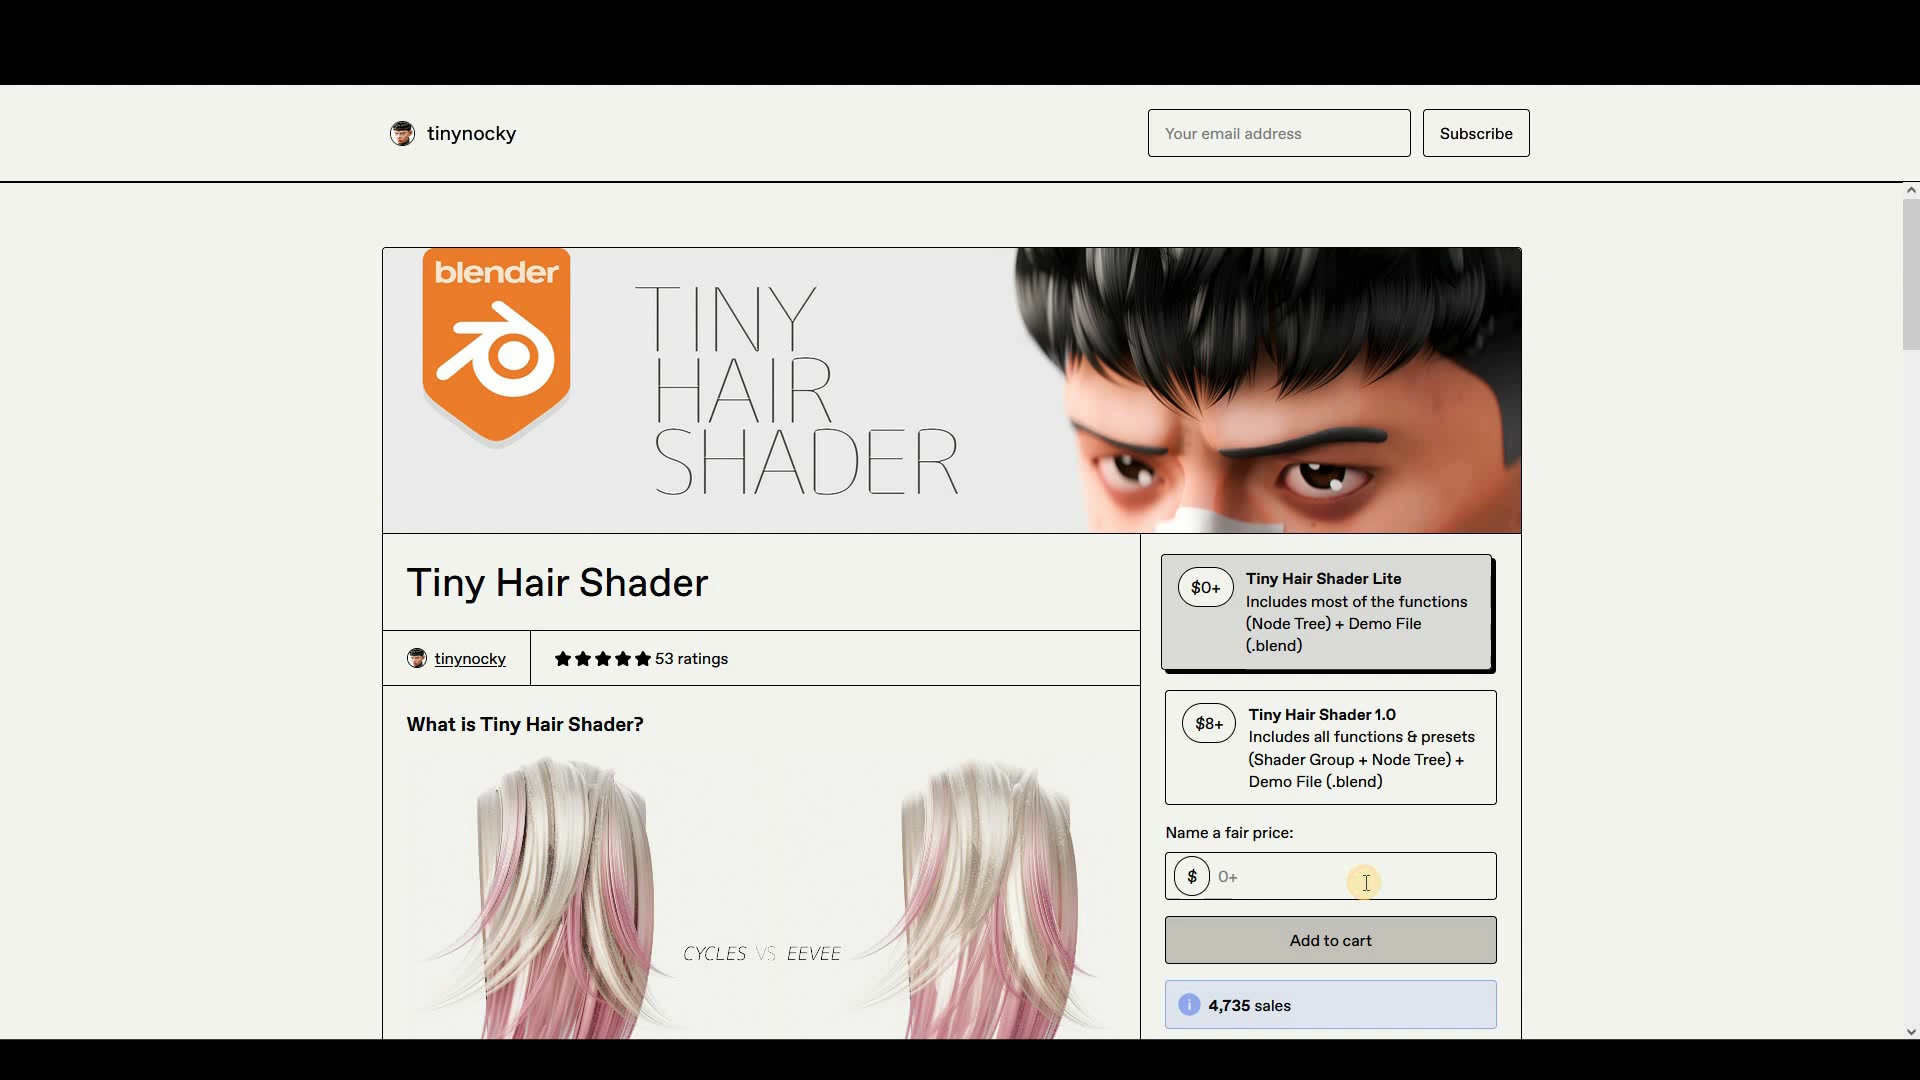 tinynocky
Your email address
Subscribe
blender
TINY
HAIR
SHADER
Tiny Hair Shader
tinynocky
53 ratings
What is Tiny Hair Shader?
CYCLES VS EEVEE
$0+
Tiny Hair Shader Lite
Includes most of the functions
(Node Tree) + Demo File
(.blend)
$8+
Tiny Hair Shader 1.0
Includes all functions & presets
(Shader Group + Node Tree) +
Demo File (.blend)
Name a fair price:
$ 0+
Add to cart
i 4,735 sales